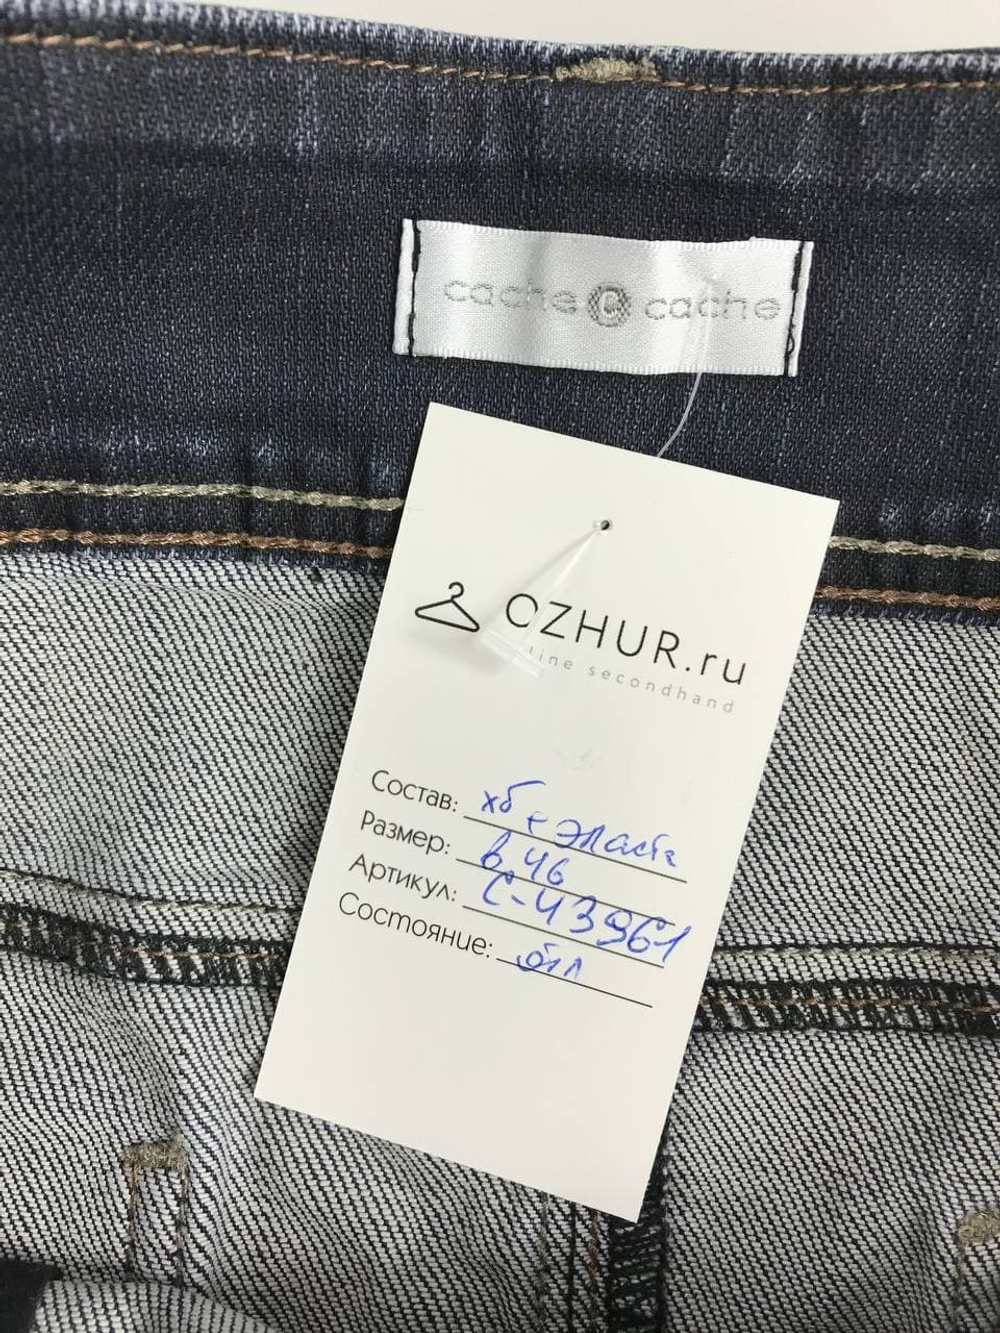 cache C cache
OZHUR.ru
line secondhand
Состав: хб + эласт
Размер: в 46
Артикул: С-43961
Состояние: отл